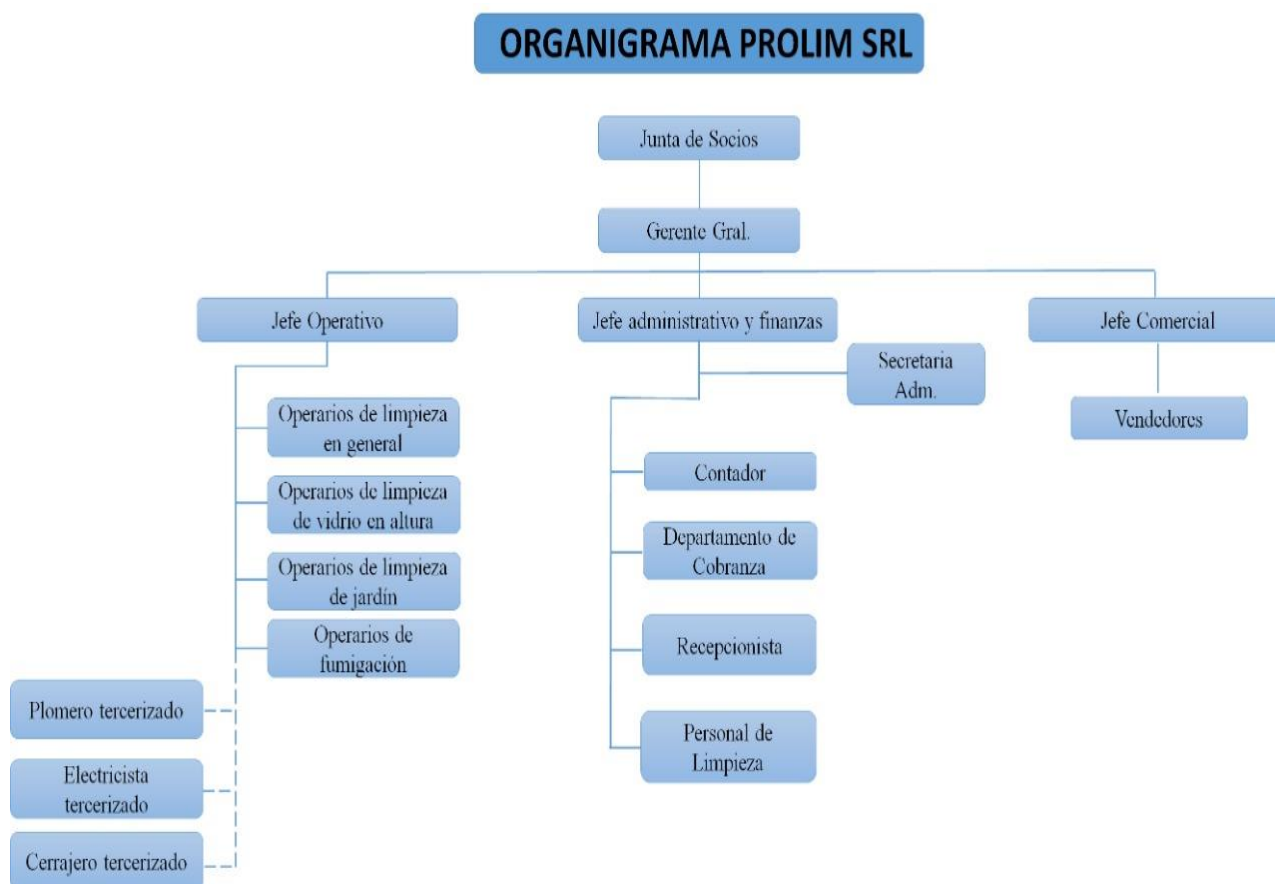 ORGANIGRAMA PROLIM SRL
Junta de Socios
Gerente Gral.
Jefe Operativo
Jefe administrativo y finanzas
Jefe Comercial
Secretaria
Adm.
Vendedores
Operarios de limpieza
en general
Operarios de limpieza
de vidrio en altura
Operarios de limpieza
de jardín
Operarios de
fumigación
Contador
Departamento de
Cobranza
Recepcionista
Personal de
Limpieza
Plomero tercerizado
Electricista
tercerizado
Cerrajero tercerizado